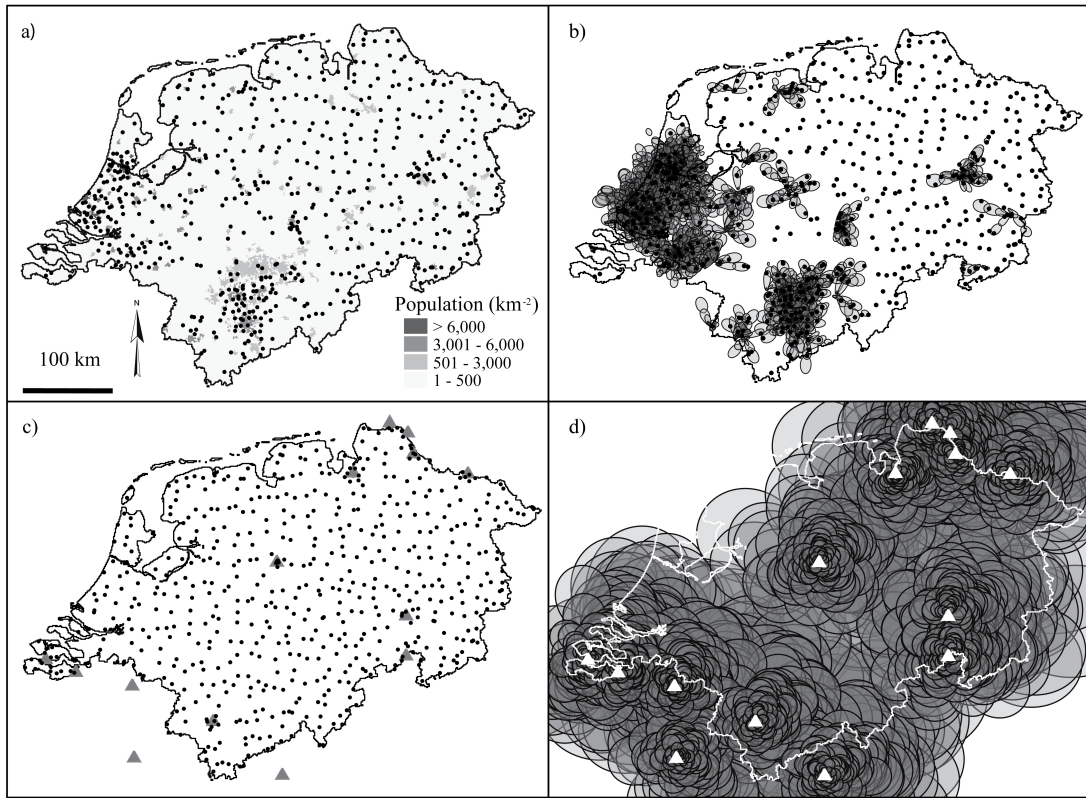 a)
Population (km-2)
> 6,000
3,001 - 6,000
501 - 3,000
1 - 500
N
100 km
b)
c)
d)